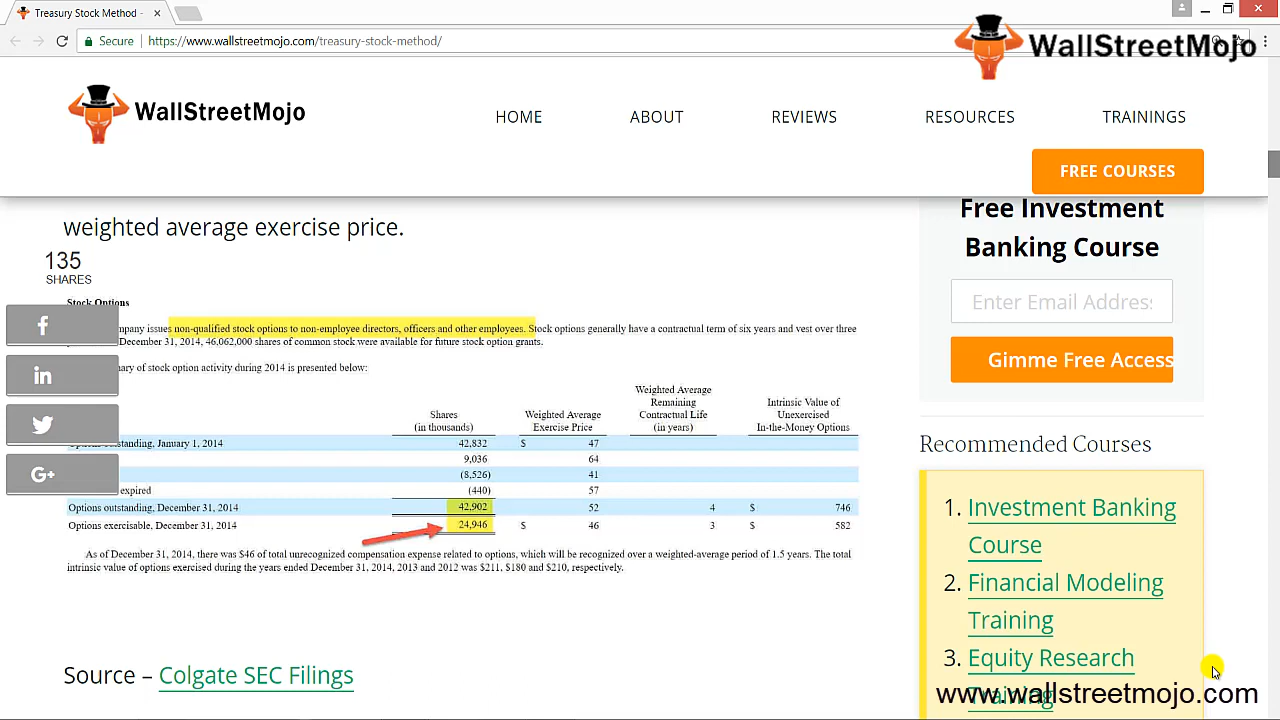 Treasury Stock Method -
Secure https://www.wallstreetmojo.com/treasury-stock-method/
WallStreetMojo
WallStreetMojo
HOME ABOUT REVIEWS RESOURCES TRAININGS
FREE COURSES
weighted average exercise price.
135
SHARES
Stock Options
mpany issues non-qualified stock options to non-employee directors, officers and other employees. Stock options generally have a contractual term of six years and vest over three
December 31, 2014, 46,062,000 shares of common stock were available for future stock option grants.
mary of stock option activity during 2014 is presented below:
Shares (in thousands) Weighted Average Exercise Price Weighted Average Remaining Contractual Life (in years) Intrinsic Value of Unexercised In-the-Money Options
Options outstanding, January 1, 2014 42,832 $ 47
9,036 64
(8,526) 41
expired (440) 57
Options outstanding, December 31, 2014 42,902 52 4 $ 746
Options exercisable, December 31, 2014 24,946 $ 46 3 $ 582
As of December 31, 2014, there was $46 of total unrecognized compensation expense related to options, which will be recognized over a weighted-average period of 1.5 years. The total
intrinsic value of options exercised during the years ended December 31, 2014, 2013 and 2012 was $211, $180 and $210, respectively.
Source – Colgate SEC Filings
f
in
G+
Free Investment
Banking Course
Enter Email Address:
Gimme Free Access
Recommended Courses
1. Investment Banking
Course
2. Financial Modeling
Training
3. Equity Research
Training
www.wallstreetmojo.com